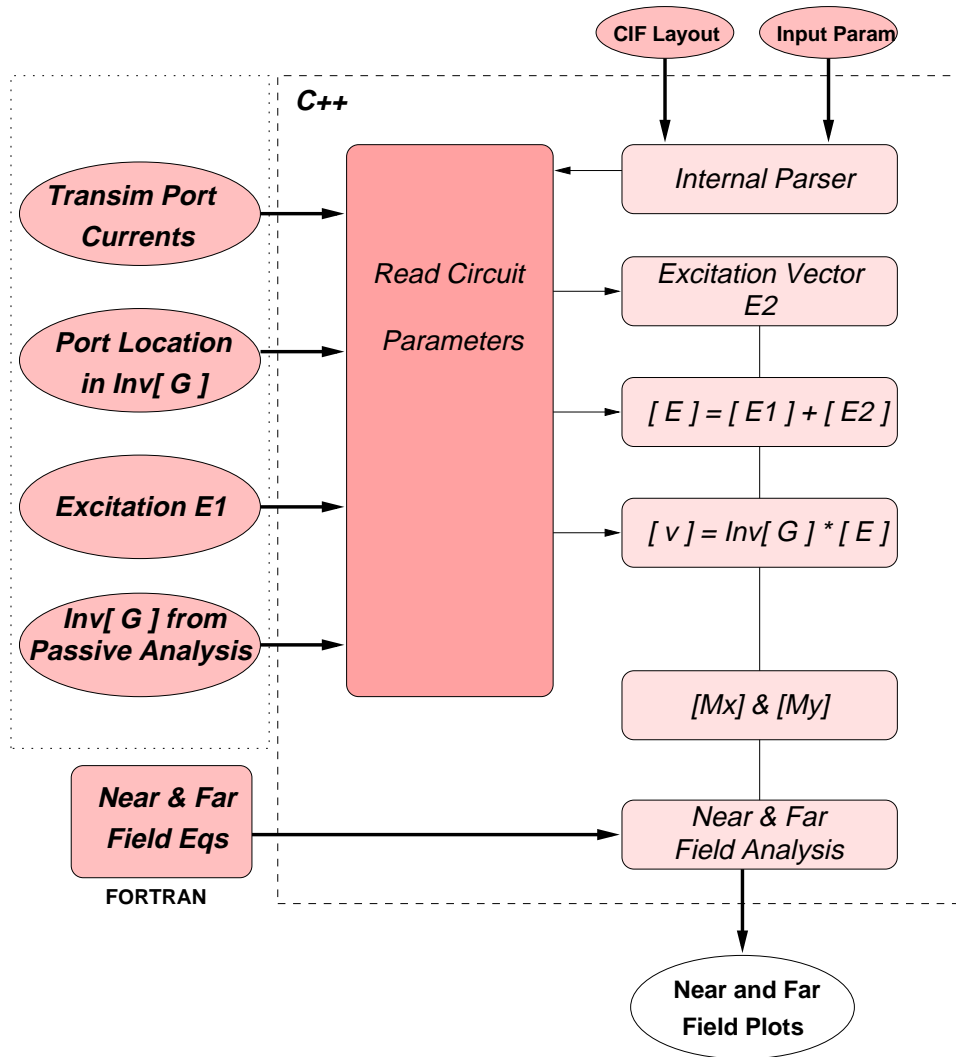 CIF Layout
Input Param
C++
Transim Port
Currents
Port Location
in Inv[ G ]
Excitation E1
Inv[ G ] from
Passive Analysis
Near & Far
Field Eqs
FORTRAN
Read Circuit
Parameters
Internal Parser
Excitation Vector
E2
[ E ] = [ E1 ] + [ E2 ]
[ v ] = Inv[ G ] * [ E ]
[Mx] & [My]
Near & Far
Field Analysis
Near and Far
Field Plots